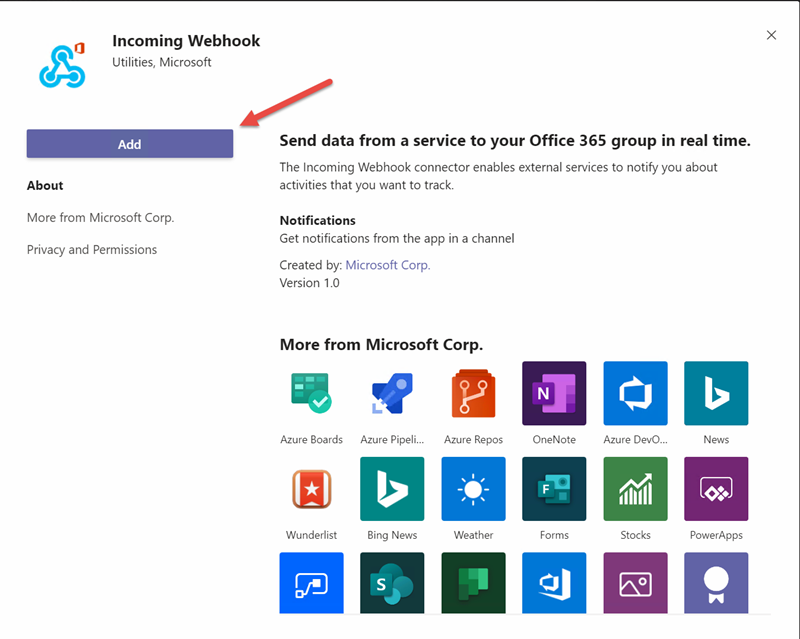 Incoming Webhook
Utilities, Microsoft
Add
About
More from Microsoft Corp.
Privacy and Permissions
Send data from a service to your Office 365 group in real time.
The Incoming Webhook connector enables external services to notify you about
activities that you want to track.
Notifications
Get notifications from the app in a channel
Created by: Microsoft Corp.
Version 1.0
More from Microsoft Corp.
N
Azure Boards Azure Pipeli... Azure Repos OneNote Azure DevO... News
F
Wunderlist Bing News Weather Forms Stocks PowerApps
S